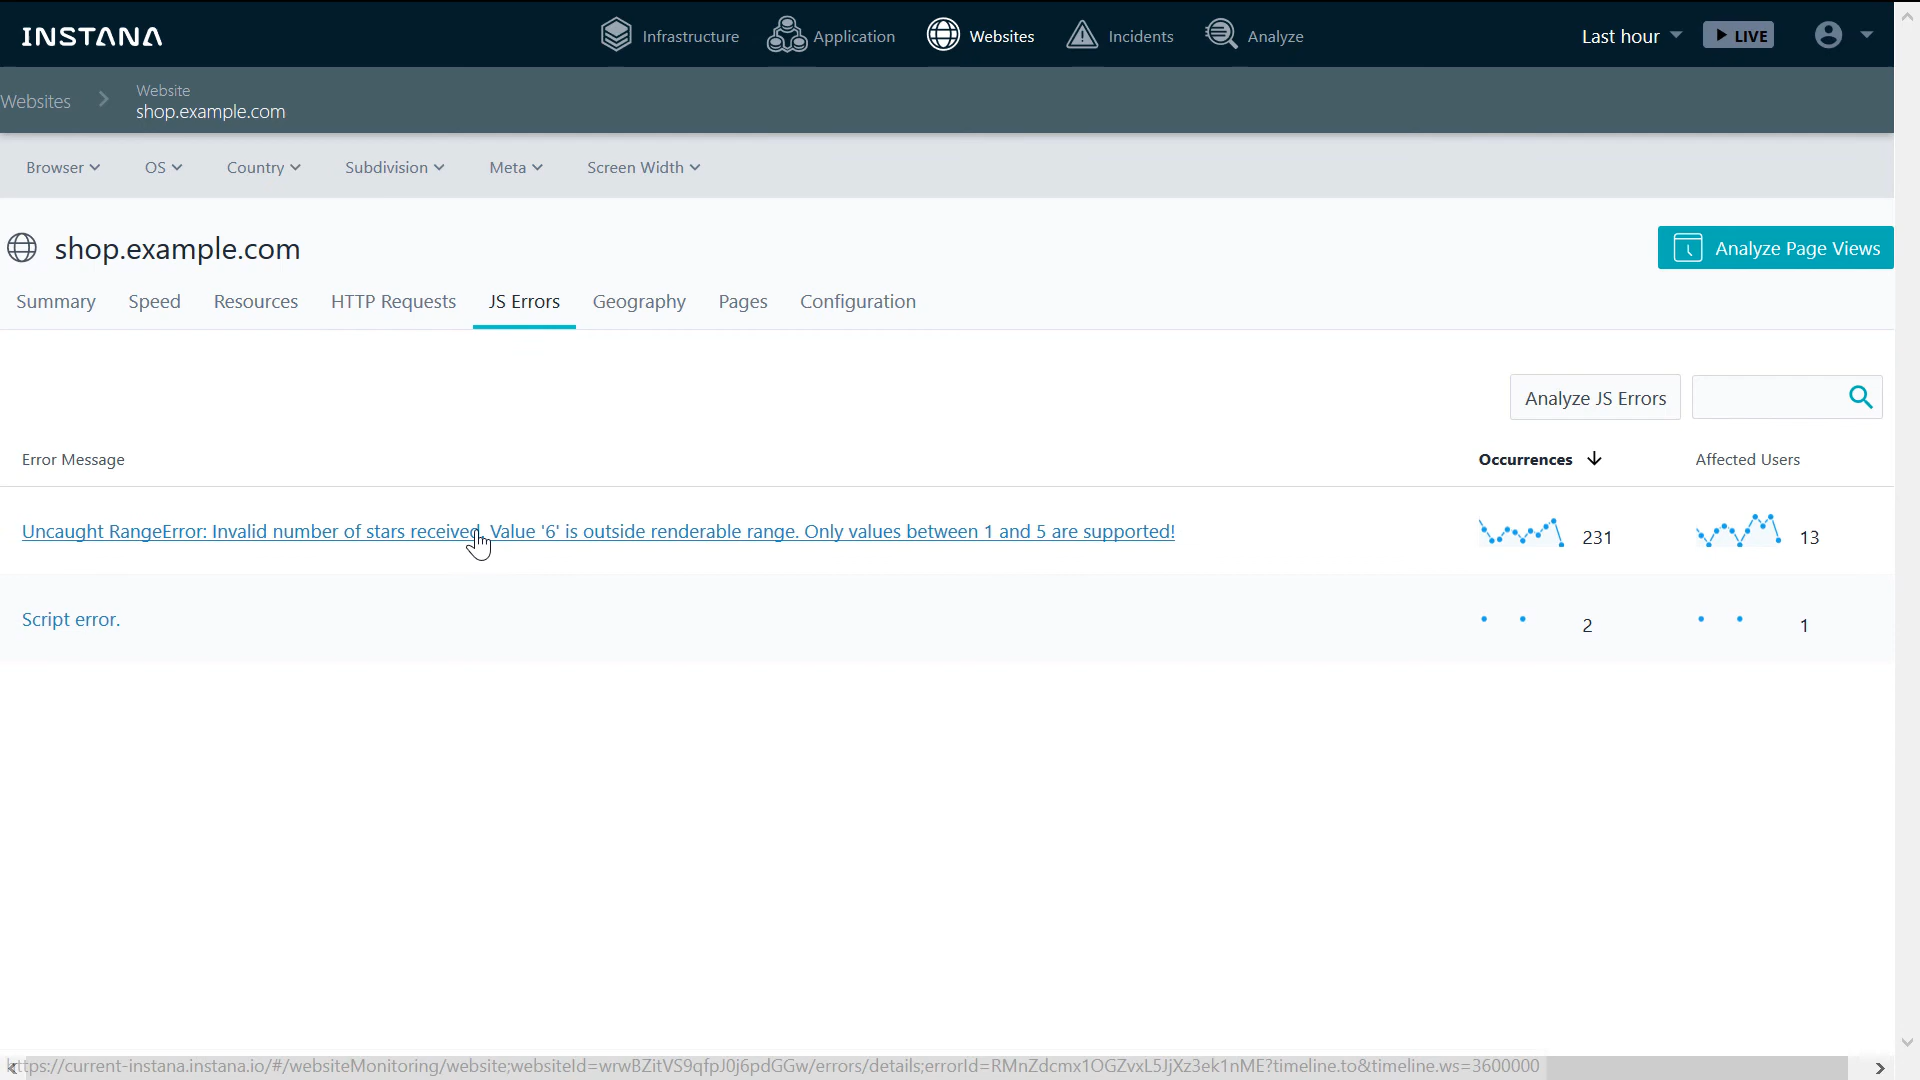 INSTANA
Infrastructure
Application
Websites
Incidents
Analyze
Last hour
LIVE
Websites
Website
shop.example.com
Browser
OS
Country
Subdivision
Meta
Screen Width
shop.example.com
Analyze Page Views
Summary
Speed
Resources
HTTP Requests
JS Errors
Geography
Pages
Configuration
Analyze JS Errors
Error Message
Occurrences
Affected Users
Uncaught RangeError: Invalid number of stars received. Value '6' is outside renderable range. Only values between 1 and 5 are supported!
231
13
Script error.
2
1
https://current-instana.instana.io/#/websiteMonitoring/website;websiteId=wrwBZitVS9qfpJ0j6pdGGw/errors/details;errorId=RMnZdcmx1OGZvxL5JjXz3ek1nME?timeline.to&timeline.ws=3600000